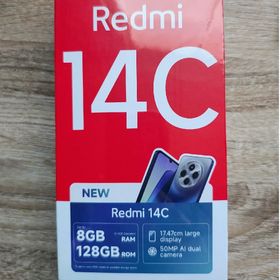 Redmi
14C
NEW
Redmi 14C
8GB RAM
128GB ROM
17.47cm large
display
50MP AI dual
camera